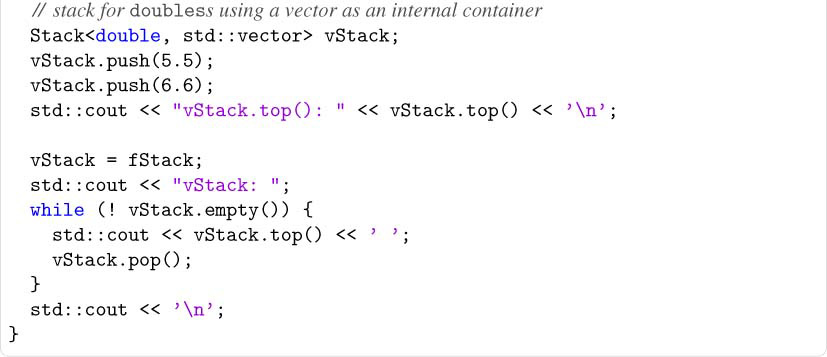 // stack for doubless using a vector as an internal container
Stack<double, std::vector> vStack;
vStack.push(5.5);
vStack.push(6.6);
std::cout << "vStack.top(): " << vStack.top() << '\n';
vStack = fStack;
std::cout << "vStack: ";
while (! vStack.empty()) {
std::cout << vStack.top() << ' ';
vStack.pop();
}
std::cout << '\n';
}